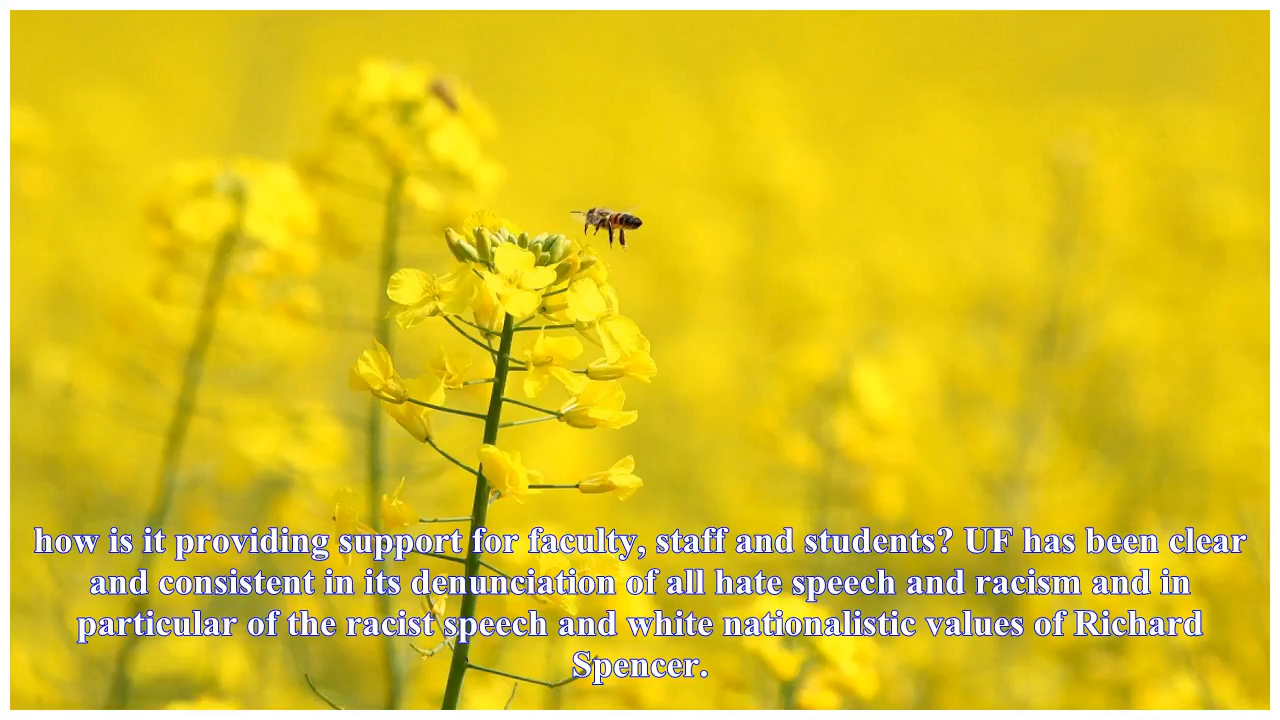 how is it providing support for faculty, staff and students? UF has been clear
and consistent in its denunciation of all hate speech and racism and in
particular of the racist speech and white nationalistic values of Richard
Spencer.